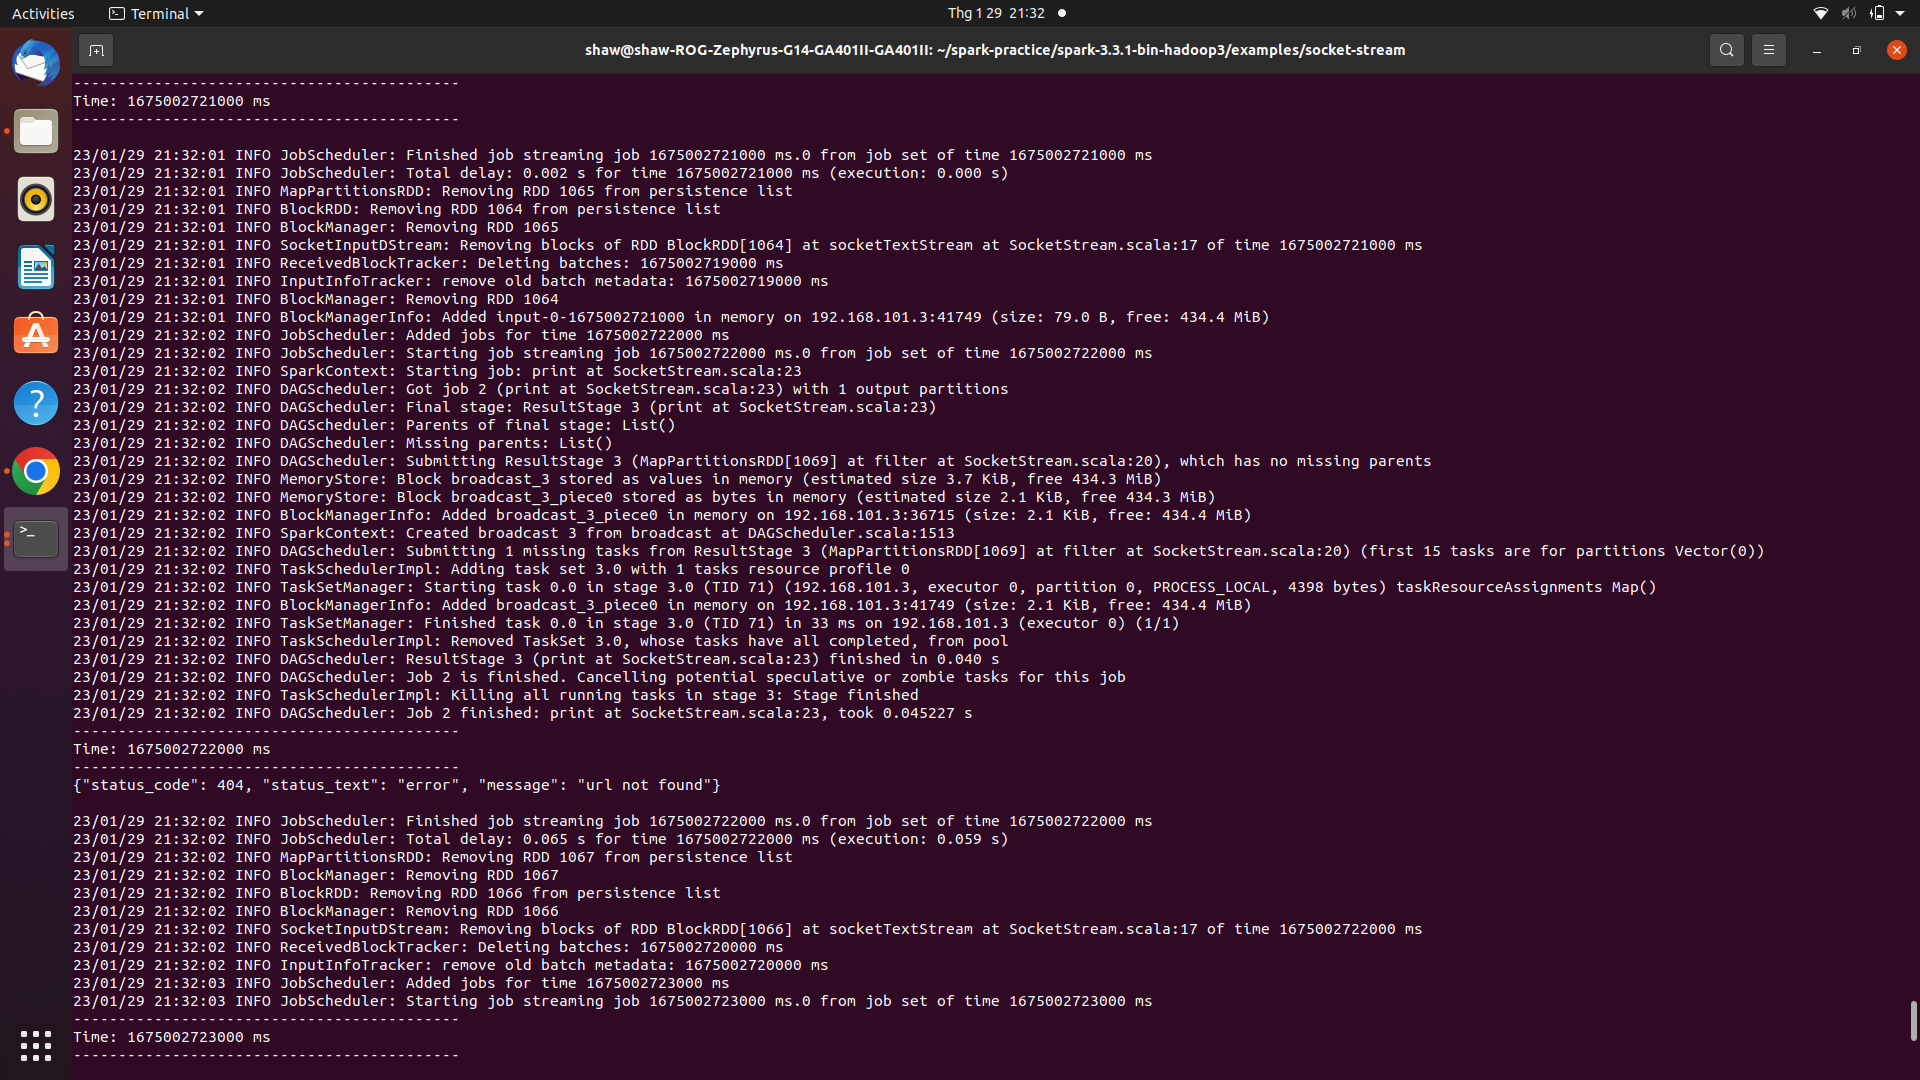 Activities Terminal Thg 1 29 21:32
shaw@shaw-ROG-Zephyrus-G14-GA401II-GA401II: ~/spark-practice/spark-3.3.1-bin-hadoop3/examples/socket-stream
-------------------------------------------
Time: 1675002721000 ms
-------------------------------------------
23/01/29 21:32:01 INFO JobScheduler: Finished job streaming job 1675002721000 ms.0 from job set of time 1675002721000 ms
23/01/29 21:32:01 INFO JobScheduler: Total delay: 0.002 s for time 1675002721000 ms (execution: 0.000 s)
23/01/29 21:32:01 INFO MapPartitionsRDD: Removing RDD 1065 from persistence list
23/01/29 21:32:01 INFO BlockRDD: Removing RDD 1064 from persistence list
23/01/29 21:32:01 INFO BlockManager: Removing RDD 1065
23/01/29 21:32:01 INFO SocketInputDStream: Removing blocks of RDD BlockRDD[1064] at socketTextStream at SocketStream.scala:17 of time 1675002721000 ms
23/01/29 21:32:01 INFO ReceivedBlockTracker: Deleting batches: 1675002719000 ms
23/01/29 21:32:01 INFO InputInfoTracker: remove old batch metadata: 1675002719000 ms
23/01/29 21:32:01 INFO BlockManager: Removing RDD 1064
23/01/29 21:32:01 INFO BlockManagerInfo: Added input-0-1675002721000 in memory on 192.168.101.3:41749 (size: 79.0 B, free: 434.4 MiB)
23/01/29 21:32:02 INFO JobScheduler: Added jobs for time 1675002722000 ms
23/01/29 21:32:02 INFO JobScheduler: Starting job streaming job 1675002722000 ms.0 from job set of time 1675002722000 ms
23/01/29 21:32:02 INFO SparkContext: Starting job: print at SocketStream.scala:23
23/01/29 21:32:02 INFO DAGScheduler: Got job 2 (print at SocketStream.scala:23) with 1 output partitions
23/01/29 21:32:02 INFO DAGScheduler: Final stage: ResultStage 3 (print at SocketStream.scala:23)
23/01/29 21:32:02 INFO DAGScheduler: Parents of final stage: List()
23/01/29 21:32:02 INFO DAGScheduler: Missing parents: List()
23/01/29 21:32:02 INFO DAGScheduler: Submitting ResultStage 3 (MapPartitionsRDD[1069] at filter at SocketStream.scala:20), which has no missing parents
23/01/29 21:32:02 INFO MemoryStore: Block broadcast_3 stored as values in memory (estimated size 3.7 KiB, free 434.3 MiB)
23/01/29 21:32:02 INFO MemoryStore: Block broadcast_3_piece0 stored as bytes in memory (estimated size 2.1 KiB, free 434.3 MiB)
23/01/29 21:32:02 INFO BlockManagerInfo: Added broadcast_3_piece0 in memory on 192.168.101.3:36715 (size: 2.1 KiB, free: 434.4 MiB)
23/01/29 21:32:02 INFO SparkContext: Created broadcast 3 from broadcast at DAGScheduler.scala:1513
23/01/29 21:32:02 INFO DAGScheduler: Submitting 1 missing tasks from ResultStage 3 (MapPartitionsRDD[1069] at filter at SocketStream.scala:20) (first 15 tasks are for partitions Vector(0))
23/01/29 21:32:02 INFO TaskSchedulerImpl: Adding task set 3.0 with 1 tasks resource profile 0
23/01/29 21:32:02 INFO TaskSetManager: Starting task 0.0 in stage 3.0 (TID 71) (192.168.101.3, executor 0, partition 0, PROCESS_LOCAL, 4398 bytes) taskResourceAssignments Map()
23/01/29 21:32:02 INFO BlockManagerInfo: Added broadcast_3_piece0 in memory on 192.168.101.3:41749 (size: 2.1 KiB, free: 434.4 MiB)
23/01/29 21:32:02 INFO TaskSetManager: Finished task 0.0 in stage 3.0 (TID 71) in 33 ms on 192.168.101.3 (executor 0) (1/1)
23/01/29 21:32:02 INFO TaskSchedulerImpl: Removed TaskSet 3.0, whose tasks have all completed, from pool
23/01/29 21:32:02 INFO DAGScheduler: ResultStage 3 (print at SocketStream.scala:23) finished in 0.040 s
23/01/29 21:32:02 INFO DAGScheduler: Job 2 is finished. Cancelling potential speculative or zombie tasks for this job
23/01/29 21:32:02 INFO TaskSchedulerImpl: Killing all running tasks in stage 3: Stage finished
23/01/29 21:32:02 INFO DAGScheduler: Job 2 finished: print at SocketStream.scala:23, took 0.045227 s
-------------------------------------------
Time: 1675002722000 ms
-------------------------------------------
{"status_code": 404, "status_text": "error", "message": "url not found"}
23/01/29 21:32:02 INFO JobScheduler: Finished job streaming job 1675002722000 ms.0 from job set of time 1675002722000 ms
23/01/29 21:32:02 INFO JobScheduler: Total delay: 0.065 s for time 1675002722000 ms (execution: 0.059 s)
23/01/29 21:32:02 INFO MapPartitionsRDD: Removing RDD 1067 from persistence list
23/01/29 21:32:02 INFO BlockManager: Removing RDD 1067
23/01/29 21:32:02 INFO BlockRDD: Removing RDD 1066 from persistence list
23/01/29 21:32:02 INFO BlockManager: Removing RDD 1066
23/01/29 21:32:02 INFO SocketInputDStream: Removing blocks of RDD BlockRDD[1066] at socketTextStream at SocketStream.scala:17 of time 1675002722000 ms
23/01/29 21:32:02 INFO ReceivedBlockTracker: Deleting batches: 1675002720000 ms
23/01/29 21:32:02 INFO InputInfoTracker: remove old batch metadata: 1675002720000 ms
23/01/29 21:32:03 INFO JobScheduler: Added jobs for time 1675002723000 ms
23/01/29 21:32:03 INFO JobScheduler: Starting job streaming job 1675002723000 ms.0 from job set of time 1675002723000 ms
-------------------------------------------
Time: 1675002723000 ms
-------------------------------------------